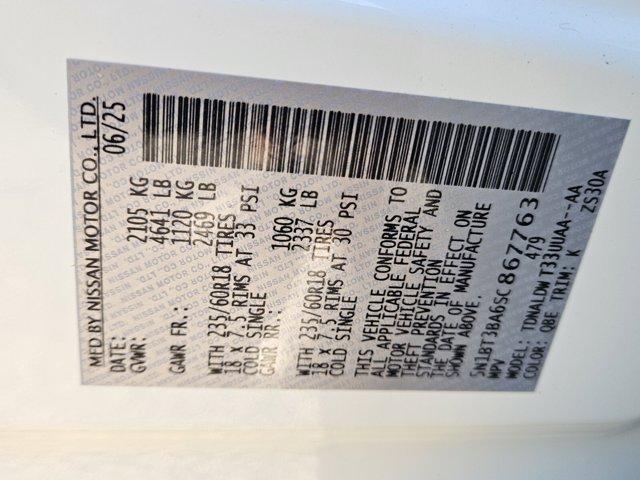 MFD BY NISSAN MOTOR CO., LTD.
DATE: 06/25
GVWR: 2105 KG
4641 LB
GAWR FR.: 1120 KG
2469 LB
WITH 235/60R18 TIRES
18 X 7.5 RIMS AT 33 PSI
COLD SINGLE
GAWR RR.: 1060 KG
2337 LB
WITH 235/60R18 TIRES
18 X 7.5 RIMS AT 30 PSI
COLD SINGLE
THIS VEHICLE CONFORMS TO
ALL APPLICABLE FEDERAL
MOTOR VEHICLE SAFETY AND
THEFT PREVENTION
STANDARDS IN EFFECT ON
THE DATE OF MANUFACTURE
SHOWN ABOVE.
5N1BT3BA6SC867763
MPV 479
MODEL: TDNALDW T33UUAA--AA
COLOR: QBE TRIM: K ZS30A